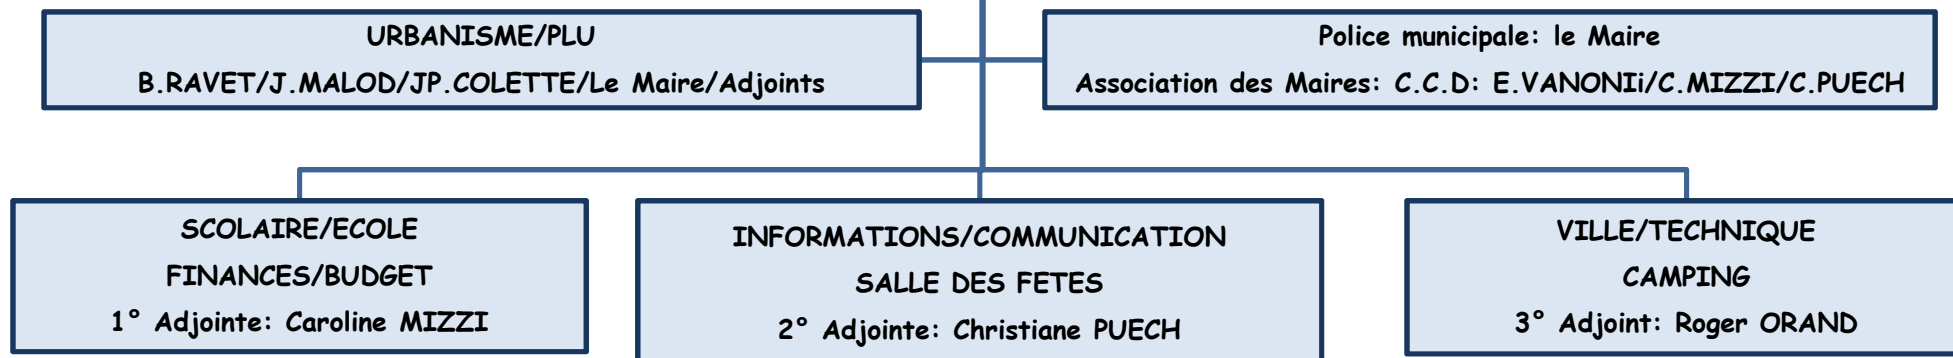 URBANISME/PLU
B.RAVET/J.MALOD/JP.COLETTE/Le Maire/Adjoints
Police municipale: le Maire
Association des Maires: C.C.D: E.VANONIi/C.MIZZI/C.PUECH
SCOLAIRE/ECOLE
FINANCES/BUDGET
1° Adjointe: Caroline MIZZI
INFORMATIONS/COMMUNICATION
SALLE DES FETES
2° Adjointe: Christiane PUECH
VILLE/TECHNIQUE
CAMPING
3° Adjoint: Roger ORAND